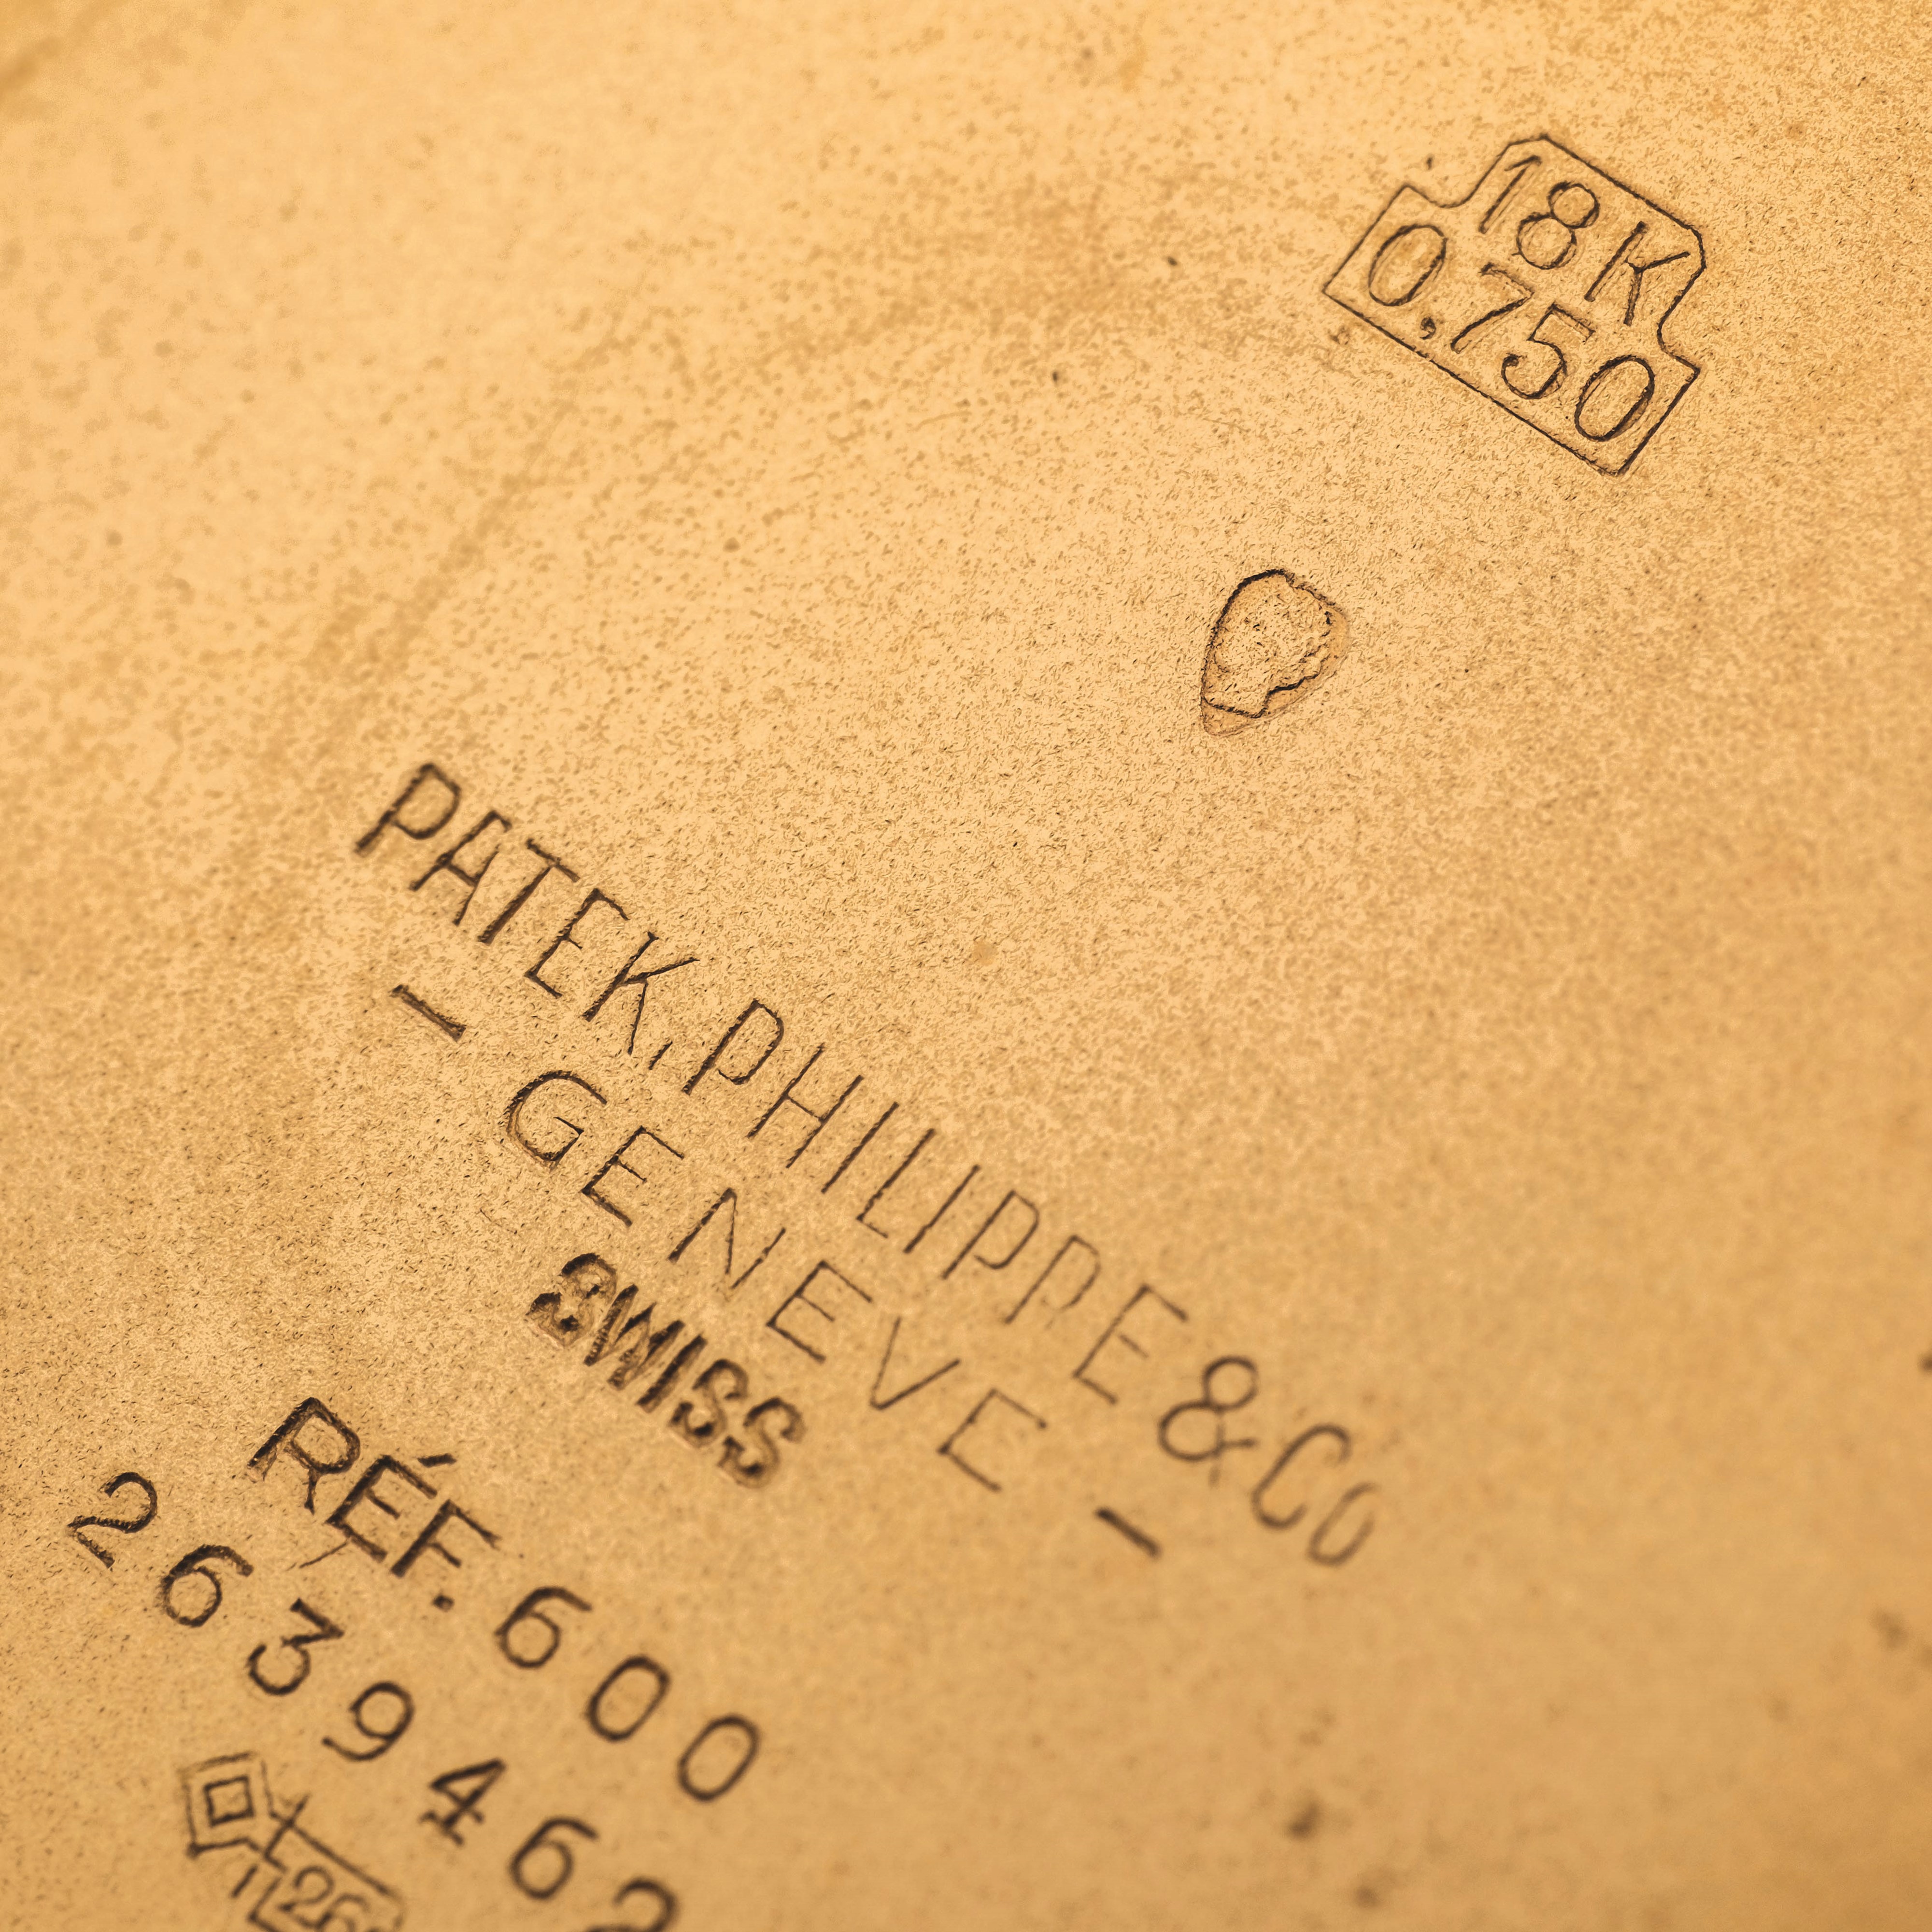 18K
0,750
PATEK, PHILIPPE & Co
– GENEVE –
SWISS
RÉF. 600
2639462